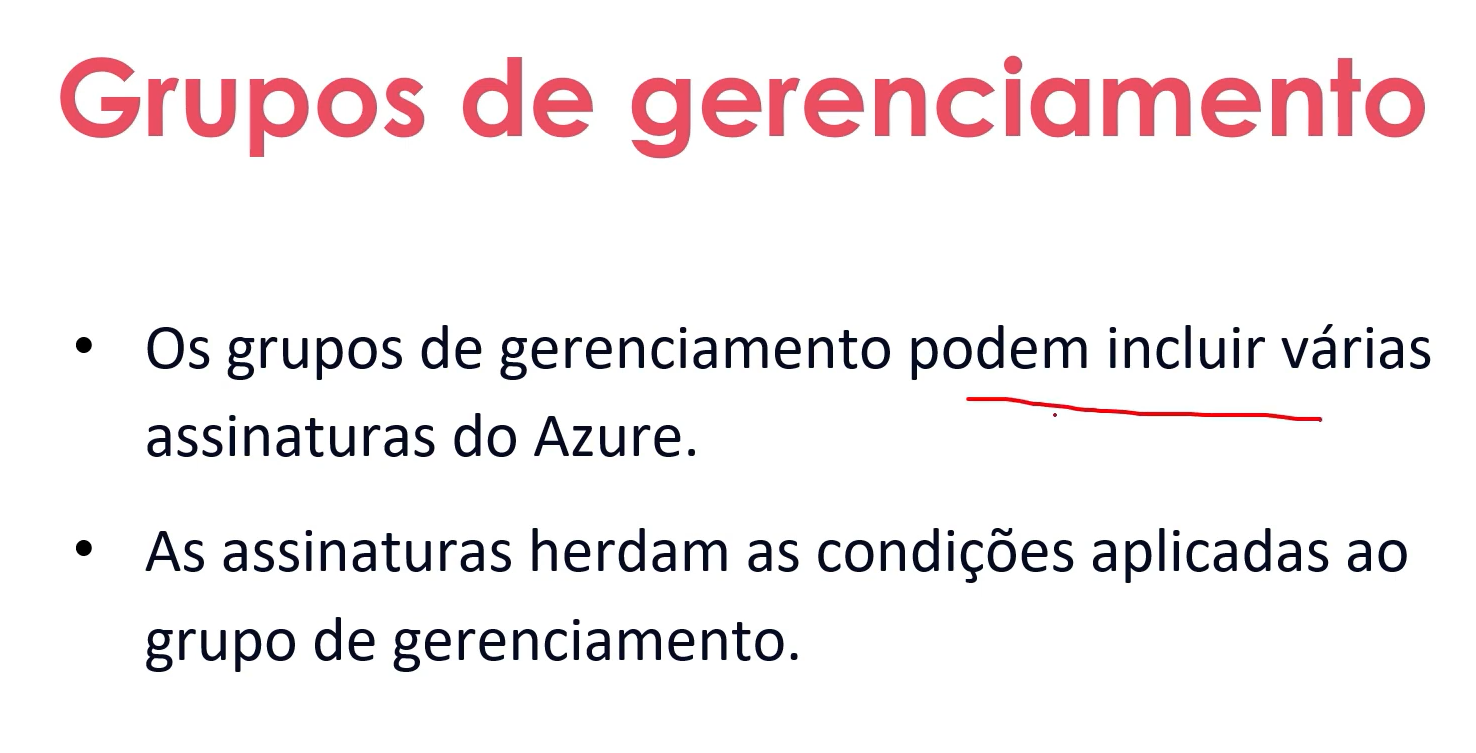 Grupos de gerenciamento
• Os grupos de gerenciamento podem incluir várias
assinaturas do Azure.
• As assinaturas herdam as condições aplicadas ao
grupo de gerenciamento.